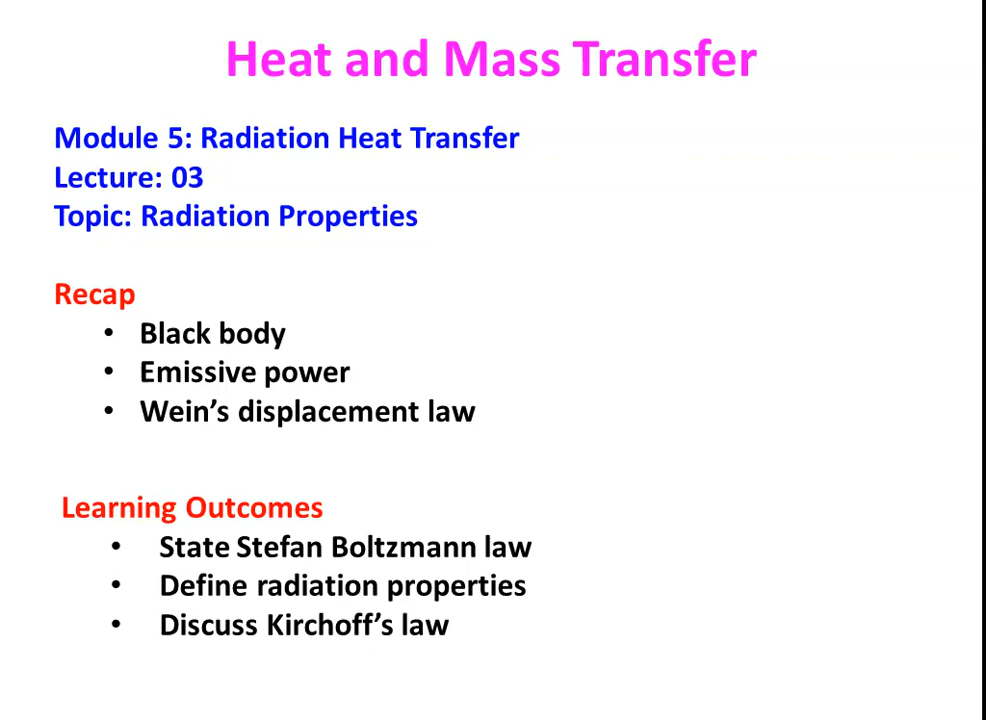 Heat and Mass Transfer
Module 5: Radiation Heat Transfer
Lecture: 03
Topic: Radiation Properties
Recap
• Black body
• Emissive power
• Wein’s displacement law
Learning Outcomes
• State Stefan Boltzmann law
• Define radiation properties
• Discuss Kirchoff’s law